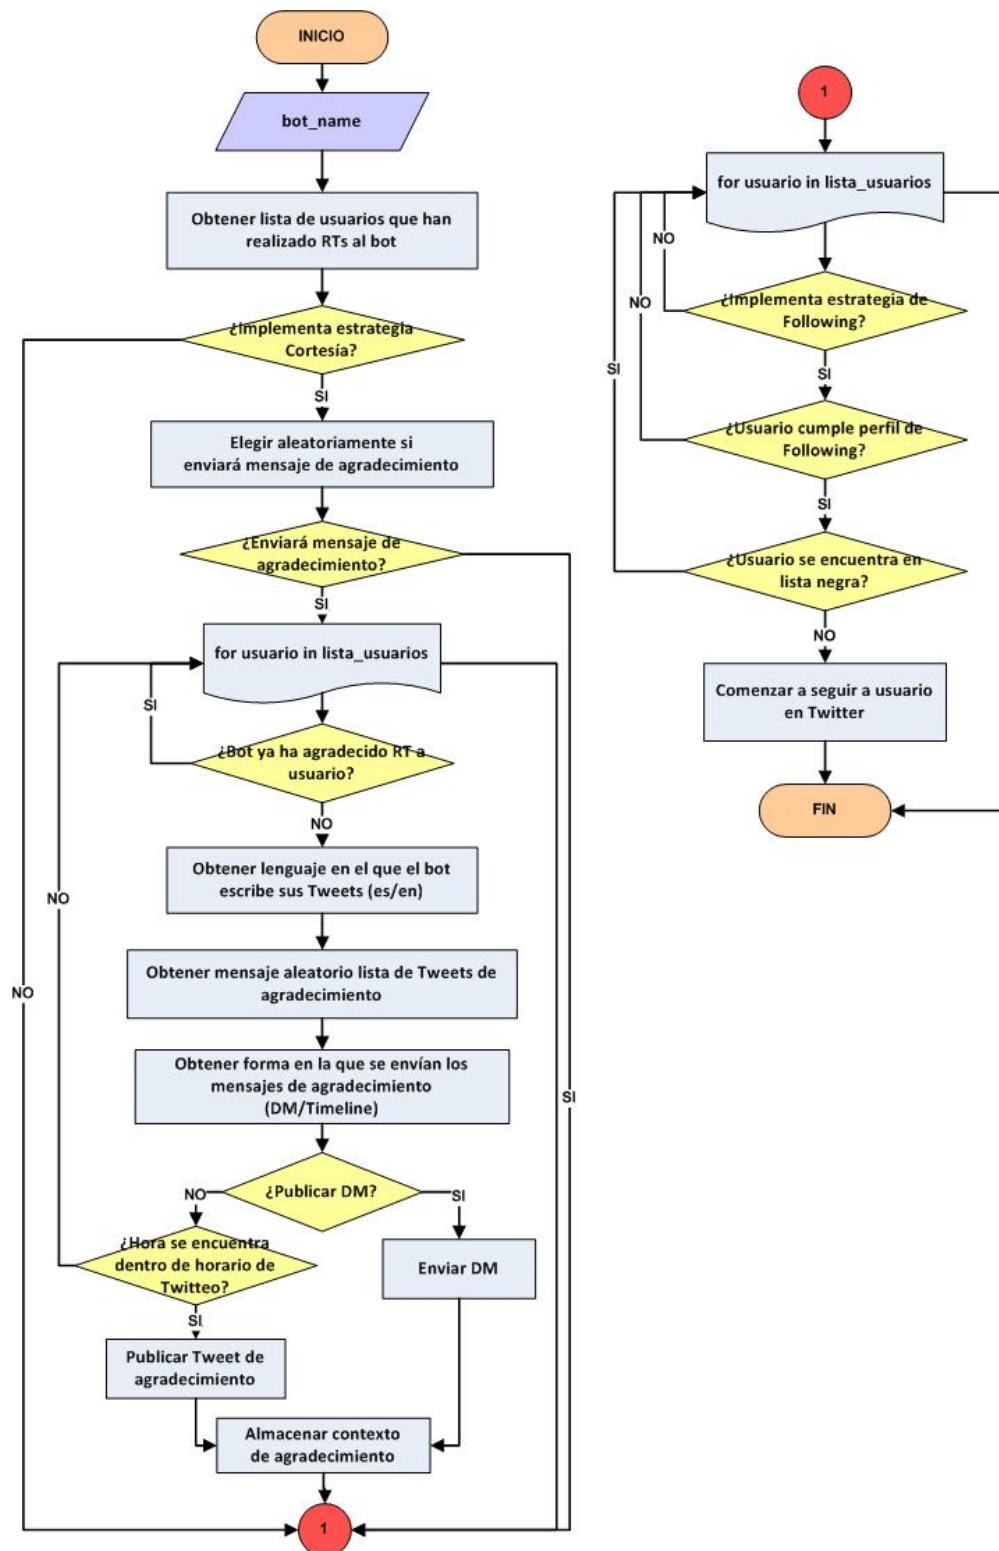 INICIO
bot_name
Obtener lista de usuarios que han
realizado RTs al bot
¿Implementa estrategia
Cortesía?
NO
SI
Elegir aleatoriamente si
enviará mensaje de agradecimiento
¿Enviará mensaje de
agradecimiento?
SI
SI
for usuario in lista_usuarios
SI
NO
¿Bot ya ha agradecido RT a
usuario?
NO
Obtener lenguaje en el que el bot
escribe sus Tweets (es/en)
Obtener mensaje aleatorio lista de Tweets de
agradecimiento
Obtener forma en la que se envían los
mensajes de agradecimiento
(DM/Timeline)
¿Publicar DM?
NO
SI
¿Hora se encuentra
dentro de horario de
Twitteo?
SI
Enviar DM
Publicar Tweet de
agradecimiento
Almacenar contexto
de agradecimiento
1
1
for usuario in lista_usuarios
NO
NO
SI
¿Implementa estrategia de
Following?
SI
¿Usuario cumple perfil de
Following?
SI
¿Usuario se encuentra en
lista negra?
NO
Comenzar a seguir a usuario
en Twitter
FIN